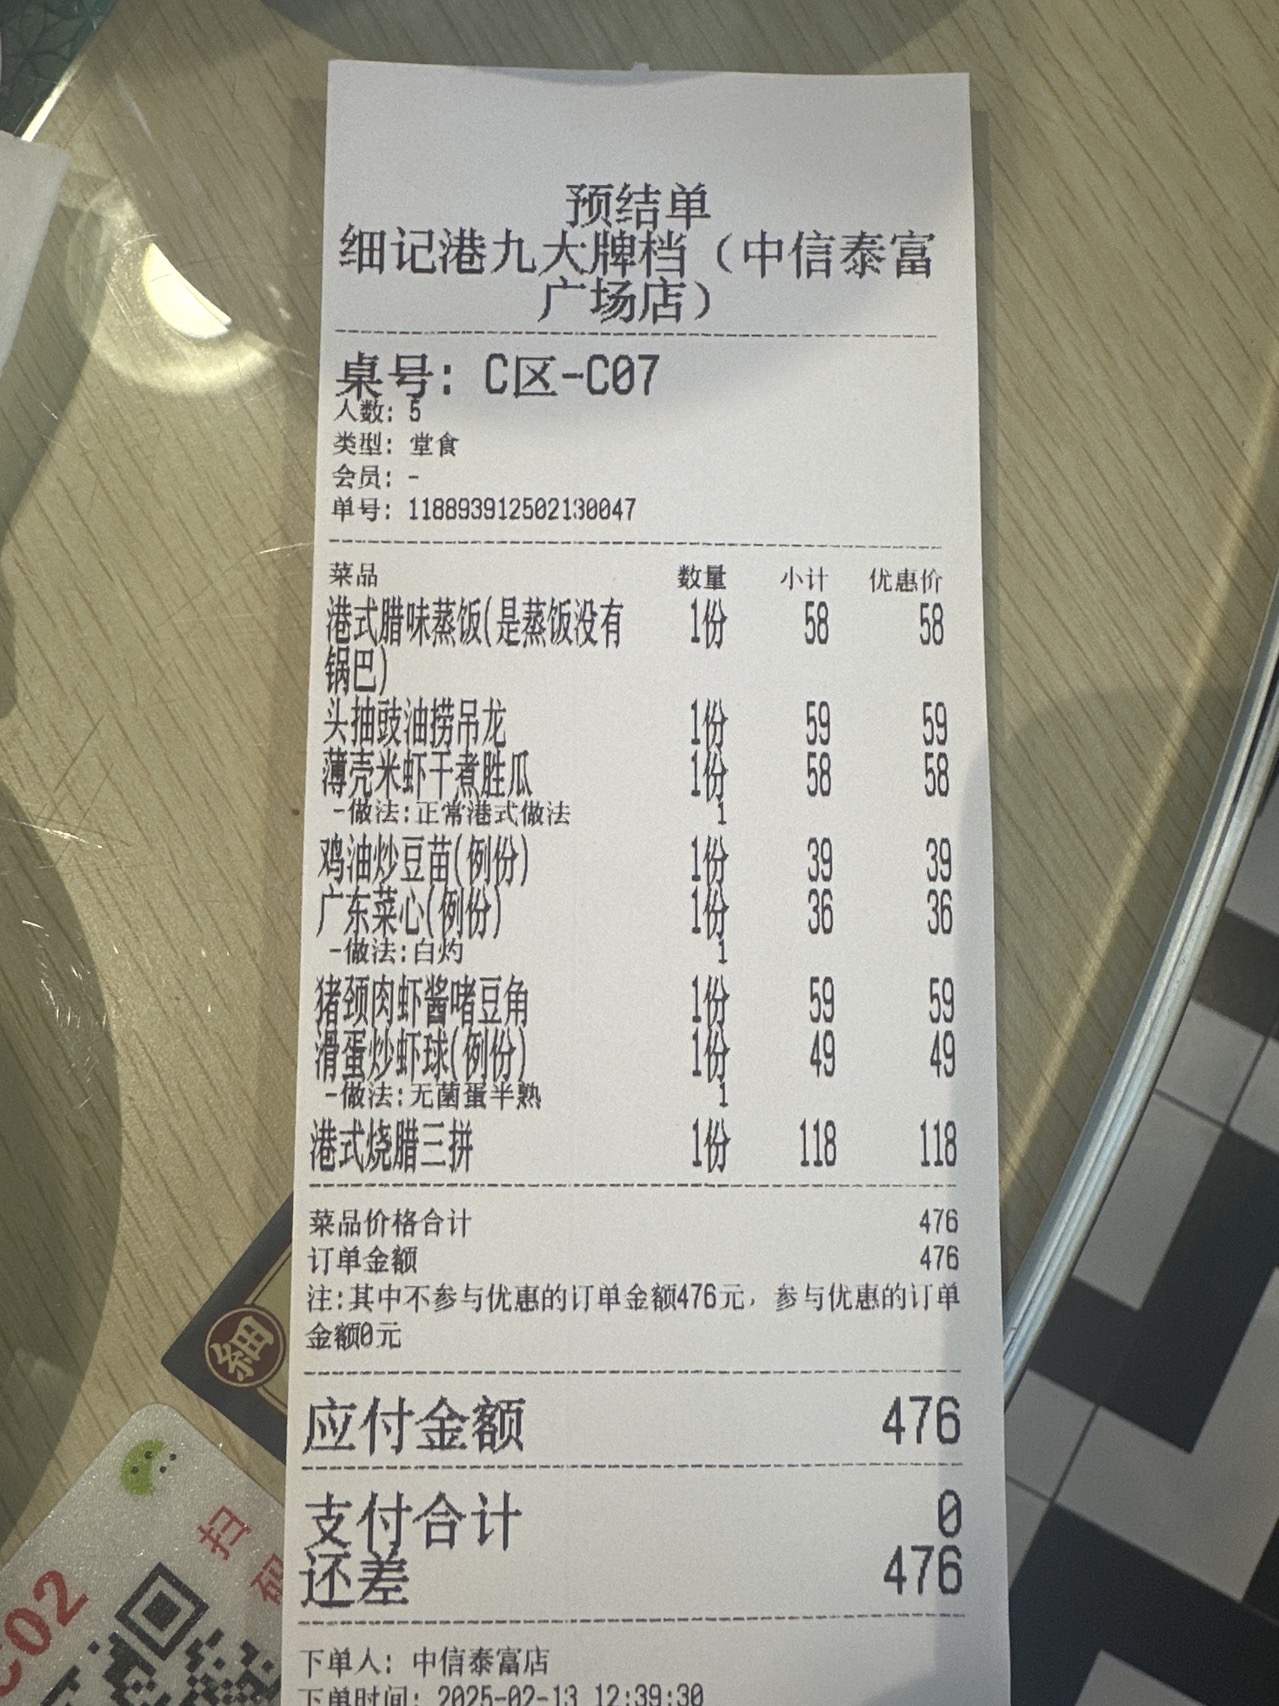 预结单
细记港九大牌档（中信泰富
广场店）
桌号: C区-C07
人数: 5
类型: 堂食
会员: -
单号: 118893912502130047
菜品 数量 小计 优惠价
港式腊味蒸饭(是蒸饭没有 1份 58 58
锅巴)
头抽豉油捞吊龙 1份 59 59
薄壳米虾干煮胜瓜 1份 58 58
-做法:正常港式做法 1
鸡油炒豆苗(例份) 1份 39 39
广东菜心(例份) 1份 36 36
-做法:白灼 1
猪颈肉虾酱啫豆角 1份 59 59
滑蛋炒虾球(例份) 1份 49 49
-做法:无菌蛋半熟 1
港式烧腊三拼 1份 118 118
菜品价格合计 476
订单金额 476
注:其中不参与优惠的订单金额476元, 参与优惠的订单
金额0元
应付金额 476
支付合计 0
还差 476
下单人: 中信泰富店
下单时间: 2025-02-13 12:39:30
細
扫
码
C02